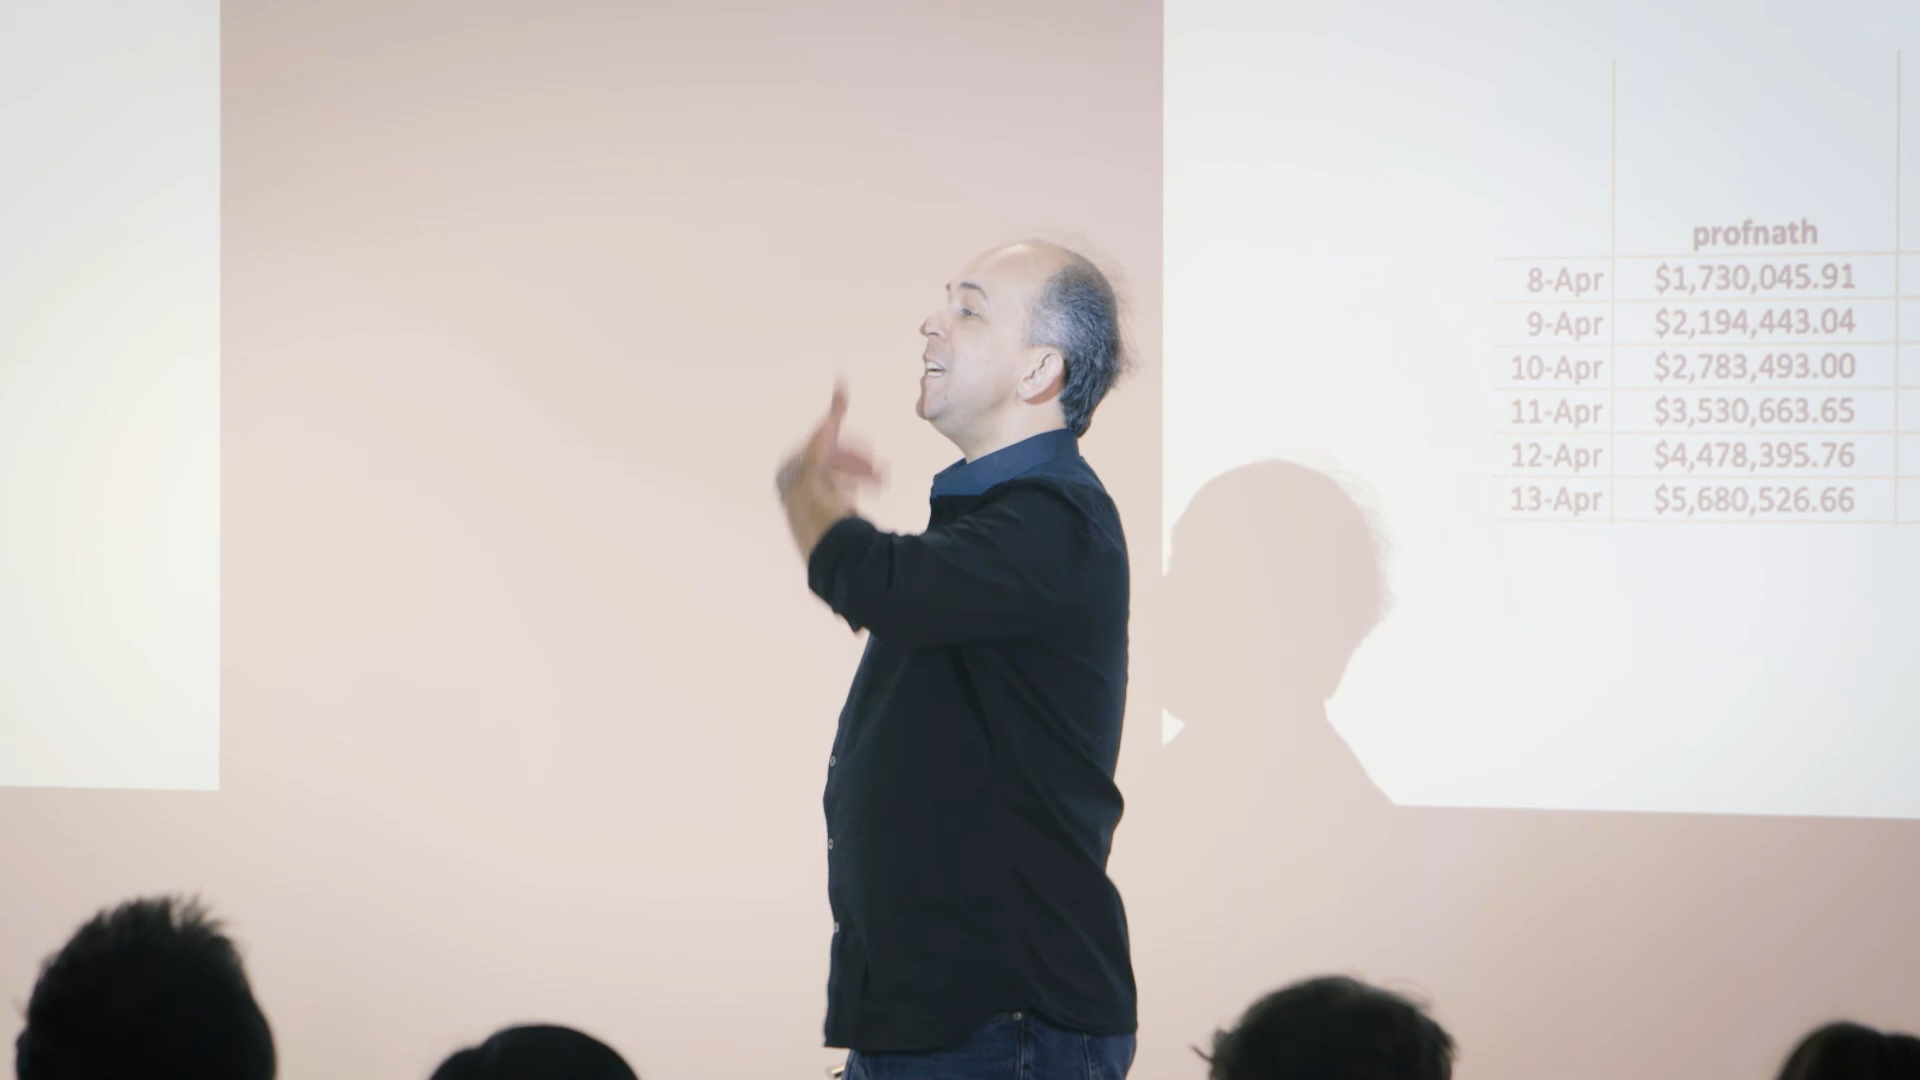 profnath
8-Apr $1,730,045.91
9-Apr $2,194,443.04
10-Apr $2,783,493.00
11-Apr $3,530,663.65
12-Apr $4,478,395.76
13-Apr $5,680,526.66